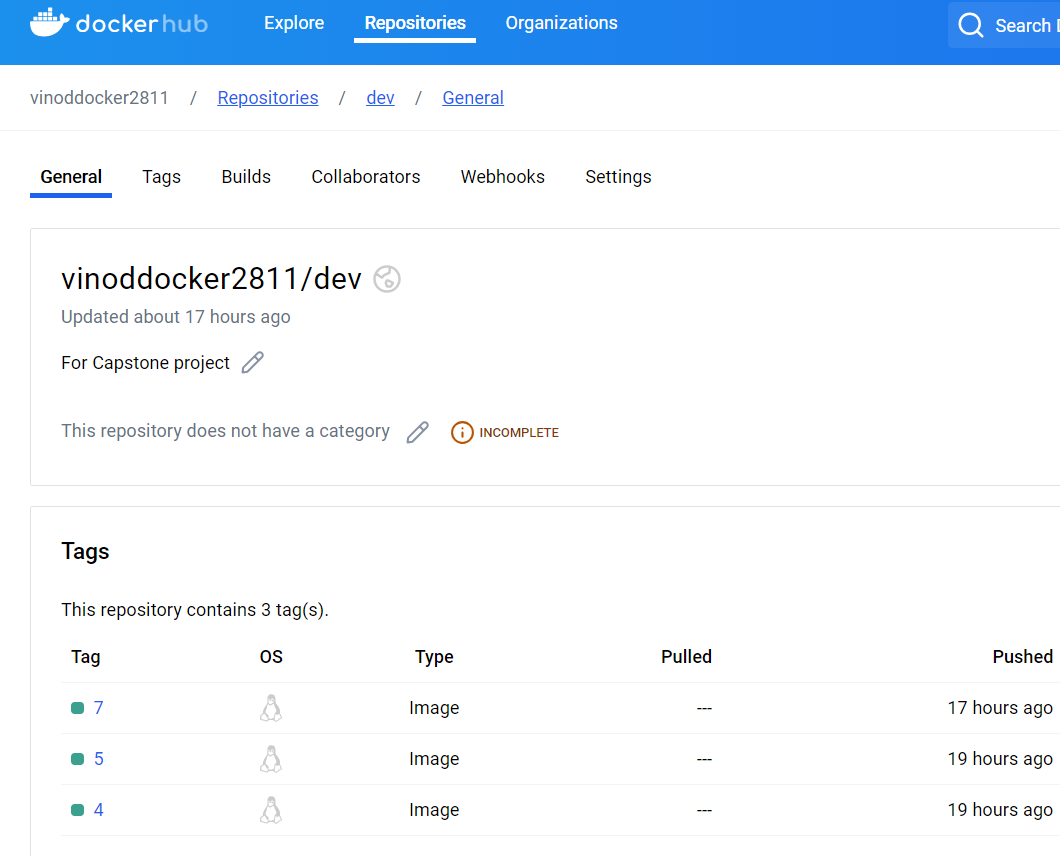 docker hub Explore Repositories Organizations Search
vinoddocker2811 / Repositories / dev / General
General Tags Builds Collaborators Webhooks Settings
vinoddocker2811/dev
Updated about 17 hours ago
For Capstone project
This repository does not have a category INCOMPLETE
Tags
This repository contains 3 tag(s).
Tag OS Type Pulled Pushed
7 Image --- 17 hours ago
5 Image --- 19 hours ago
4 Image --- 19 hours ago